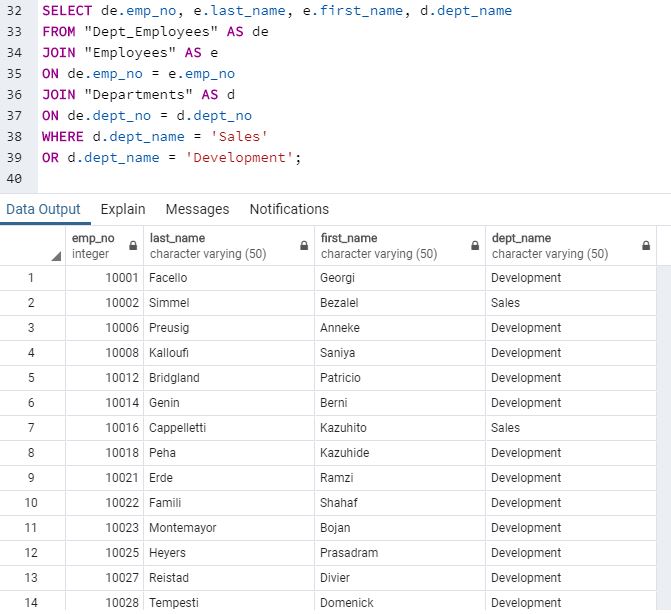 32 SELECT de.emp_no, e.last_name, e.first_name, d.dept_name
33 FROM "Dept_Employees" AS de
34 JOIN "Employees" AS e
35 ON de.emp_no = e.emp_no
36 JOIN "Departments" AS d
37 ON de.dept_no = d.dept_no
38 WHERE d.dept_name = 'Sales'
39 OR d.dept_name = 'Development';
40
Data Output Explain Messages Notifications
emp_no last_name first_name dept_name
integer character varying (50) character varying (50) character varying (50)
1 10001 Facello Georgi Development
2 10002 Simmel Bezalel Sales
3 10006 Preusig Anneke Development
4 10008 Kalloufi Saniya Development
5 10012 Bridgland Patricio Development
6 10014 Genin Berni Development
7 10016 Cappelletti Kazuhito Sales
8 10018 Peha Kazuhide Development
9 10021 Erde Ramzi Development
10 10022 Famili Shahaf Development
11 10023 Montemayor Bojan Development
12 10025 Heyers Prasadram Development
13 10027 Reistad Divier Development
14 10028 Tempesti Domenick Development